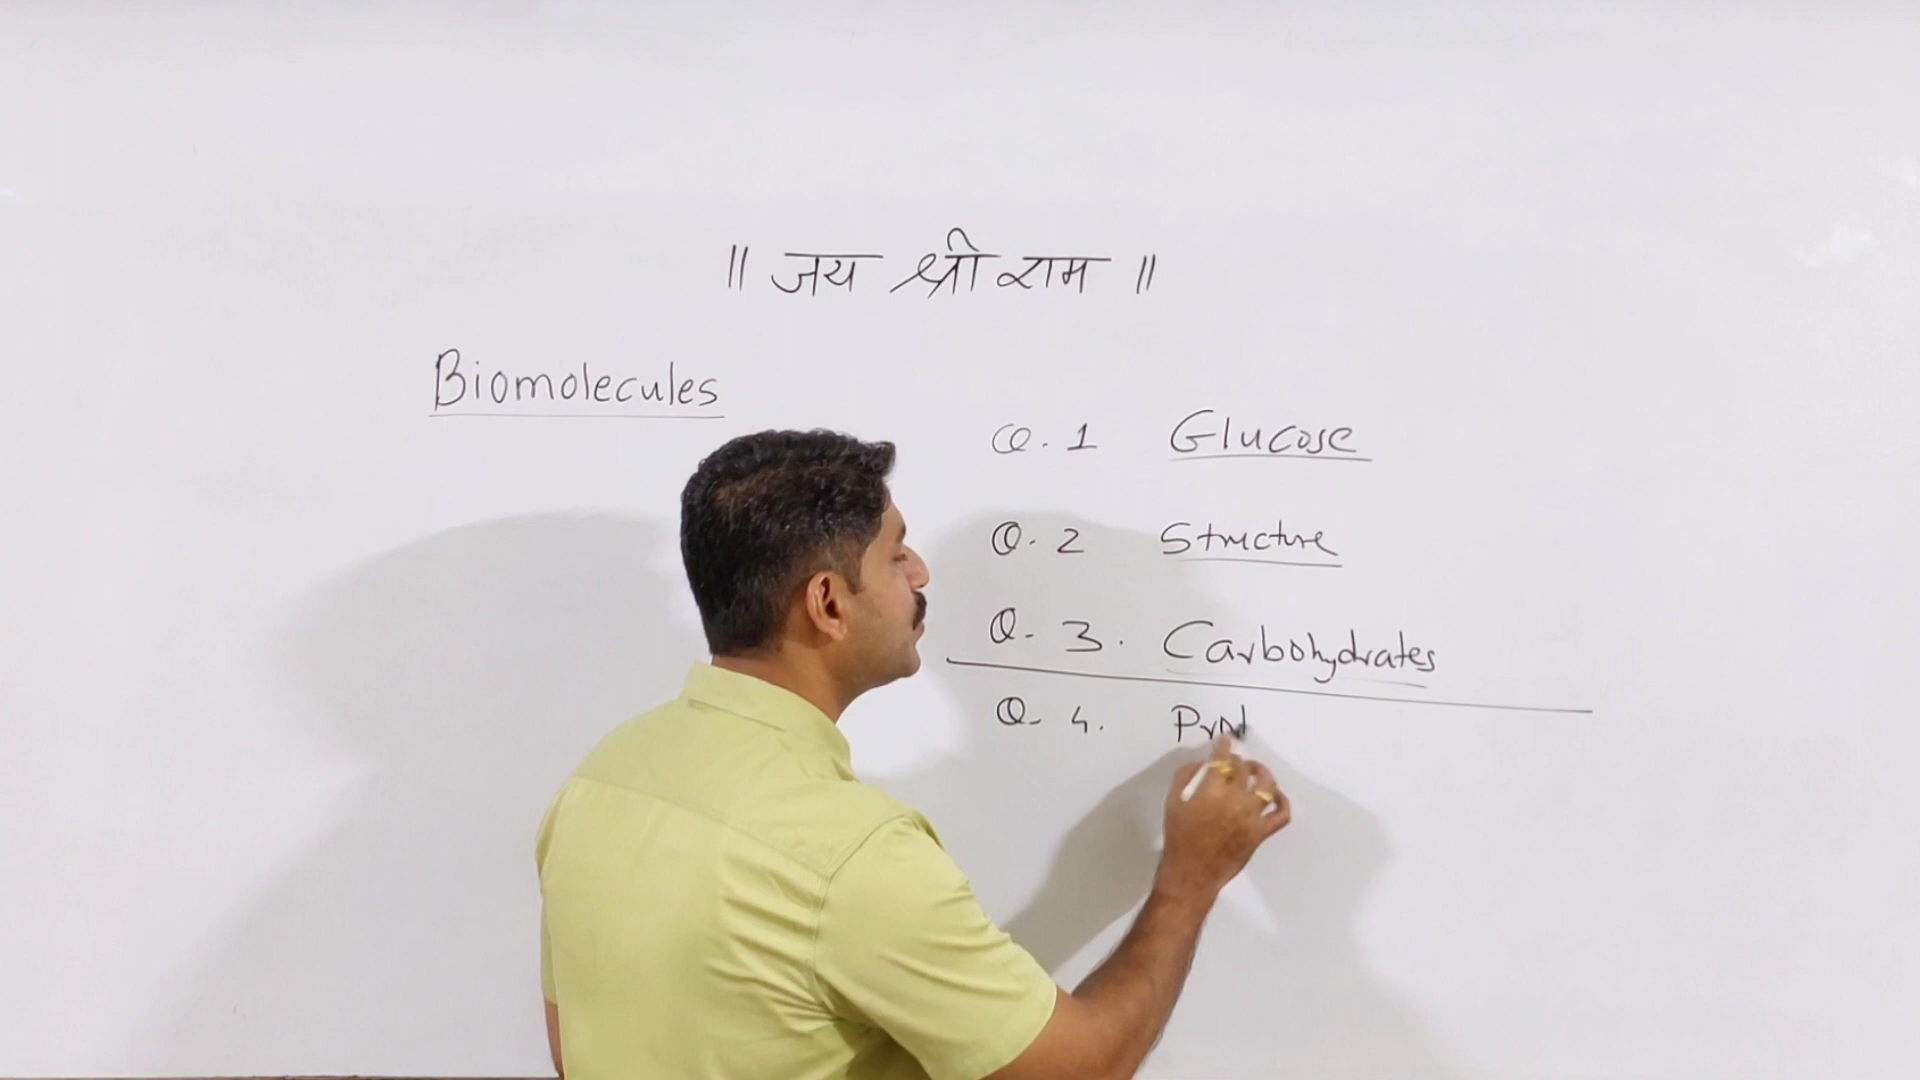 ॥ जय श्री राम ॥
Biomolecules
Q. 1 Glucose
Q. 2 Structure
Q. 3. Carbohydrates
Q. 4.